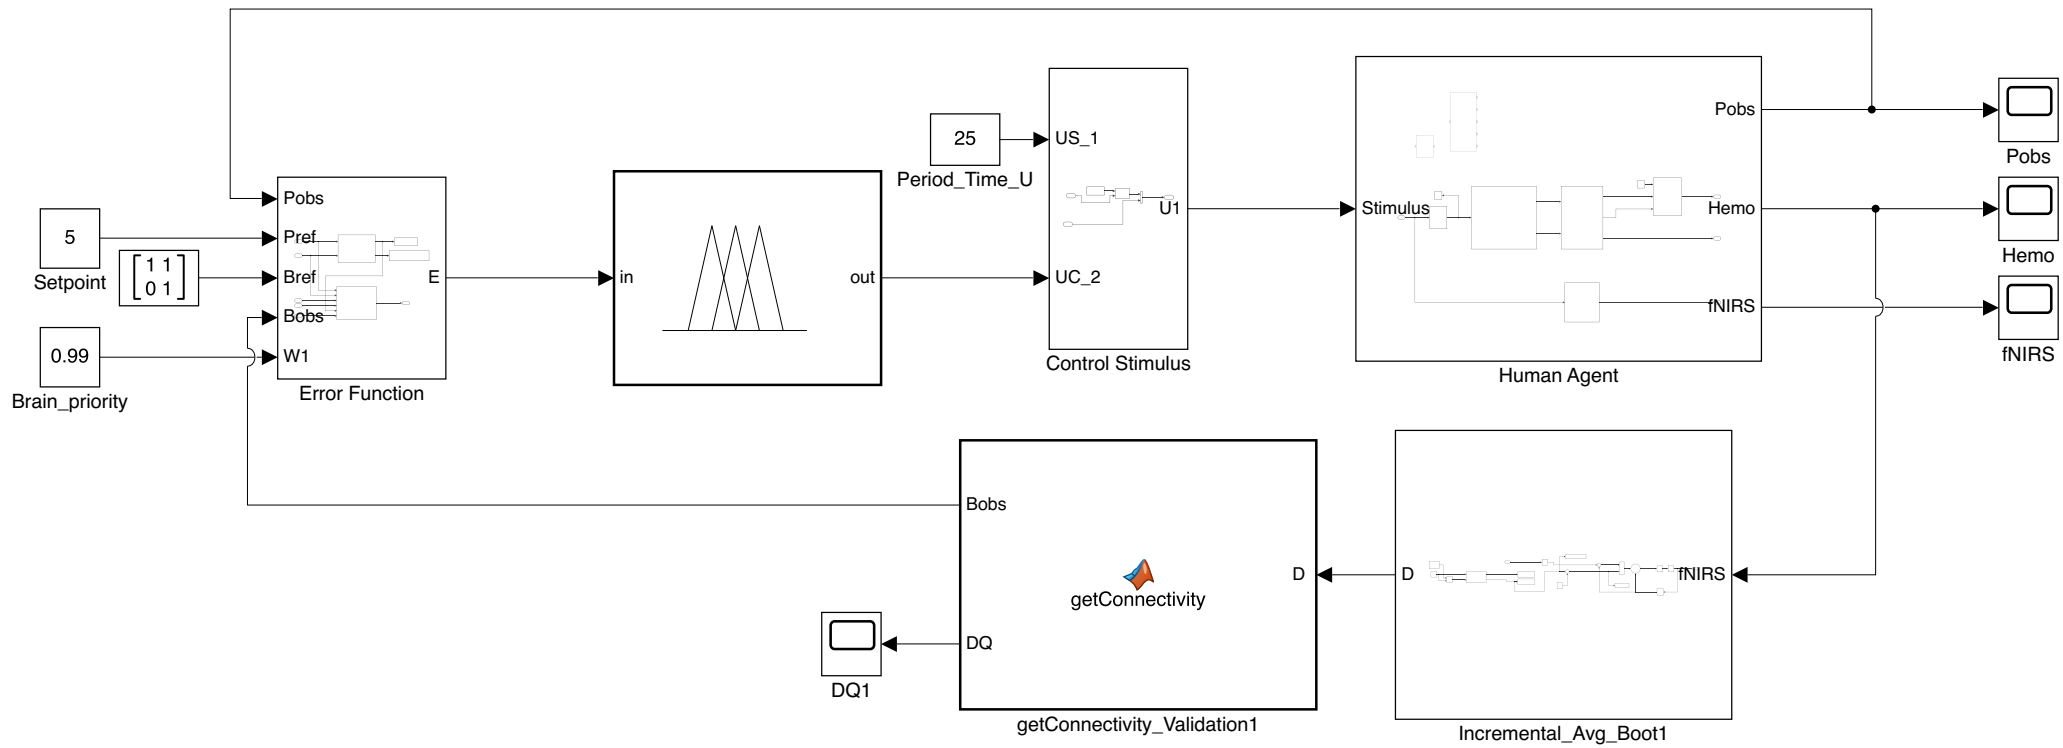 Pobs
Pref
Bref
Bobs
W1
E
Error Function
5
Setpoint
1 1
0 1
0.99
Brain_priority
in
out
25
Period_Time_U
US_1
UC_2
U1
Control Stimulus
Stimulus
Pobs
Hemo
fNIRS
Human Agent
Pobs
Hemo
fNIRS
Bobs
DQ
D
getConnectivity
getConnectivity_Validation1
DQ1
D
fNIRS
Incremental_Avg_Boot1